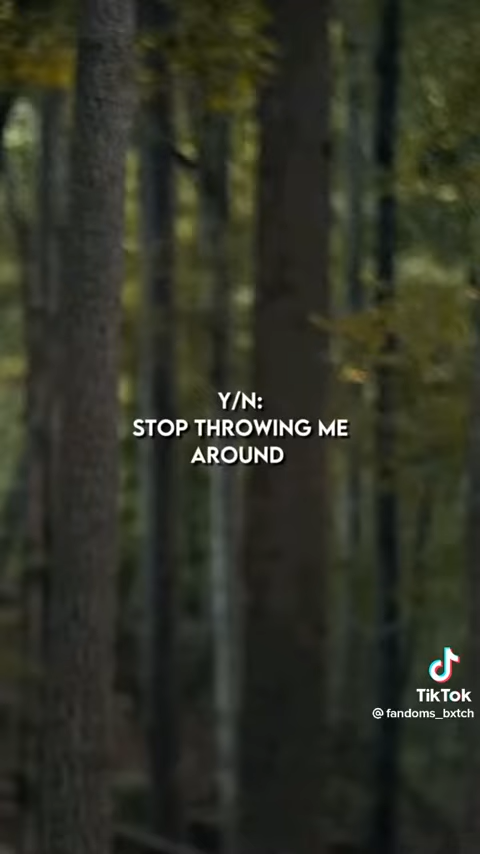 Y/N:
STOP THROWING ME
AROUND
TikTok
@ fandoms_bxtch